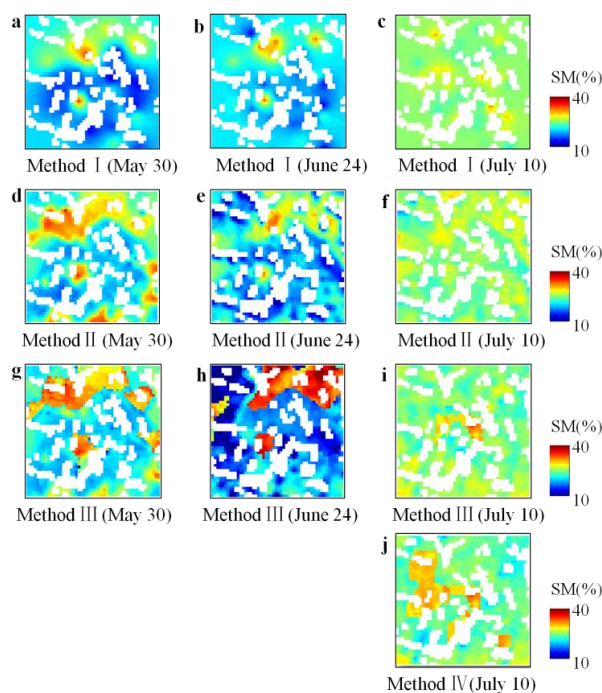 a
b
c
SM(%)
40
10
Method Ⅰ (May 30)
Method Ⅰ (June 24)
Method Ⅰ (July 10)
d
e
f
SM(%)
40
10
Method Ⅱ (May 30)
Method Ⅱ (June 24)
Method Ⅱ (July 10)
g
h
i
SM(%)
40
10
Method Ⅲ (May 30)
Method Ⅲ (June 24)
Method Ⅲ (July 10)
j
SM(%)
40
10
Method Ⅳ (July 10)